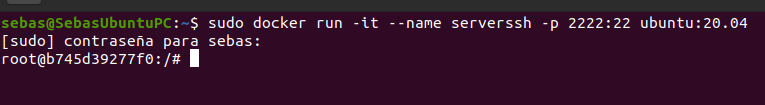 sebas@SebasUbuntuPC:~$ sudo docker run -it --name serverssh -p 2222:22 ubuntu:20.04
[sudo] contraseña para sebas:
root@b745d39277f0:/#